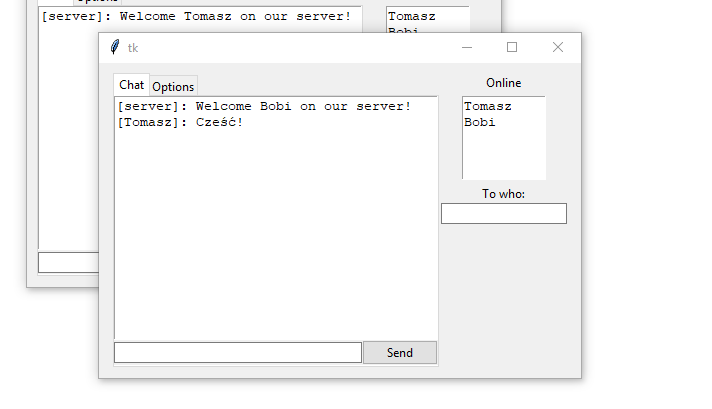 Options
[server]: Welcome Tomasz on our server!
Tomasz
Bobi
tk
Chat
Options
Online
[server]: Welcome Bobi on our server!
[Tomasz]: Cześć!
Tomasz
Bobi
To who:
Send